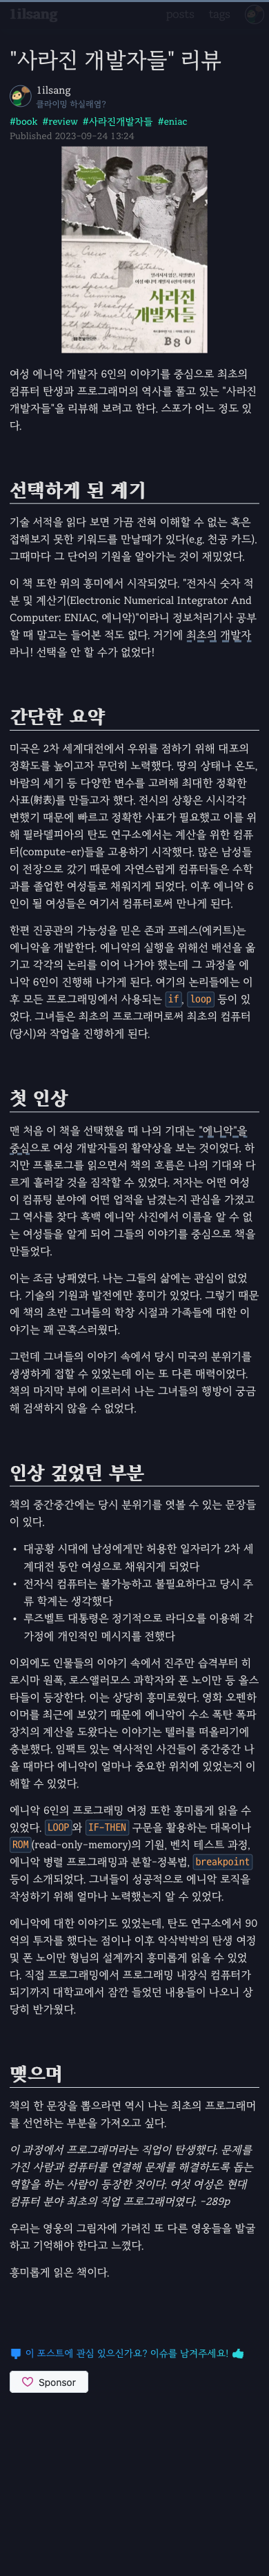 1ilsang
posts
tags
"사라진 개발자들" 리뷰
1ilsang
클라이밍 하실래염?
#book #review #사라진개발자들 #eniac
Published 2023-09-24 13:24
사라진
개발자들
여성 에니악 개발자 6인의 이야기를 중심으로 최초의
컴퓨터 탄생과 프로그래머의 역사를 풀고 있는 "사라진
개발자들"을 리뷰해 보려고 한다. 스포가 어느 정도 있
다.
선택하게 된 계기
기술 서적을 읽다 보면 가끔 전혀 이해할 수 없는 혹은
접해보지 못한 키워드를 만날때가 있다(e.g. 천공 카드).
그때마다 그 단어의 기원을 알아가는 것이 재밌었다.
이 책 또한 위의 흥미에서 시작되었다. "전자식 숫자 적
분 및 계산기(Electronic Numerical Integrator And
Computer: ENIAC, 에니악)"이라니 정보처리기사 공부
할 때 말고는 들어본 적도 없다. 거기에 최초의 개발자
라니! 선택을 안 할 수가 없었다!
간단한 요약
미국은 2차 세계대전에서 우위를 점하기 위해 대포의
정확도를 높이고자 무던히 노력했다. 땅의 상태나 온도,
바람의 세기 등 다양한 변수를 고려해 최대한 정확한
사표(射表)를 만들고자 했다. 전시의 상황은 시시각각
변했기 때문에 빠르고 정확한 사표가 필요했고 이를 위
해 필라델피아의 탄도 연구소에서는 계산을 위한 컴퓨
터(compute-er)들을 고용하기 시작했다. 많은 남성들
이 전장으로 갔기 때문에 자연스럽게 컴퓨터들은 수학
과를 졸업한 여성들로 채워지게 되었다. 이후 에니악 6
인이 될 여성들은 여기서 컴퓨터로써 만나게 된다.
한편 진공관의 가능성을 믿은 존과 프레스(에커트)는
에니악을 개발한다. 에니악의 실행을 위해선 배선을 옮
기고 각각의 논리를 이어 나가야 했는데 그 과정을 에
니악 6인이 진행해 나가게 된다. 여기의 논리들에는 이
후 모든 프로그래밍에서 사용되는 if, loop 등이 있
었다. 그녀들은 최초의 프로그래머로써 최초의 컴퓨터
(당시)와 작업을 진행하게 된다.
첫 인상
맨 처음 이 책을 선택했을 때 나의 기대는 "에니악"을
중심으로 여성 개발자들의 활약상을 보는 것이었다. 하
지만 프롤로그를 읽으면서 책의 흐름은 나의 기대와 다
르게 흘러갈 것을 짐작할 수 있었다. 저자는 어떤 여성
이 컴퓨팅 분야에 어떤 업적을 남겼는지 관심을 가졌고
그 역사를 찾다 흑백 에니악 사진에서 이름을 알 수 없
는 여성들을 알게 되어 그들의 이야기를 중심으로 책을
만들었다.
이는 조금 낭패였다. 나는 그들의 삶에는 관심이 없었
다. 기술의 기원과 발전에만 흥미가 있었다. 그렇기 때문
에 책의 초반 그녀들의 학창 시절과 가족들에 대한 이
야기는 꽤 곤혹스러웠다.
그런데 그녀들의 이야기 속에서 당시 미국의 분위기를
생생하게 접할 수 있었는데 이는 또 다른 매력이었다.
책의 마지막 부에 이르러서 나는 그녀들의 행방이 궁금
해 검색하지 않을 수 없었다.
인상 깊었던 부분
책의 중간중간에는 당시 분위기를 엿볼 수 있는 문장들
이 있다.
• 대공황 시대에 남성에게만 허용한 일자리가 2차 세
계대전 동안 여성으로 채워지게 되었다
• 전자식 컴퓨터는 불가능하고 불필요하다고 당시 주
류 학계는 생각했다
• 루즈벨트 대통령은 정기적으로 라디오를 이용해 각
가정에 개인적인 메시지를 전했다
이외에도 인물들의 이야기 속에서 진주만 습격부터 히
로시마 원폭, 로스앨러모스 과학자와 폰 노이만 등 올스
타들이 등장한다. 이는 상당히 흥미로웠다. 영화 오펜하
이머를 최근에 보았기 때문에 에니악이 수소 폭탄 폭파
장치의 계산을 도왔다는 이야기는 텔러를 떠올리기에
충분했다. 임팩트 있는 역사적인 사건들이 중간중간 나
올 때마다 에니악이 얼마나 중요한 위치에 있었는지 이
해할 수 있었다.
에니악 6인의 프로그래밍 여정 또한 흥미롭게 읽을 수
있었다. LOOP와 IF-THEN 구문을 활용하는 대목이나
ROM(read-only-memory)의 기원, 벤치 테스트 과정,
에니악 병렬 프로그래밍과 분할-정복법, breakpoint
등이 소개되었다. 그녀들이 성공적으로 에니악 로직을
작성하기 위해 얼마나 노력했는지 알 수 있었다.
에니악에 대한 이야기도 있었는데, 탄도 연구소에서 90
억의 투자를 했다는 점이나 이후 악삭박박의 탄생 여정
및 폰 노이만 형님의 설계까지 흥미롭게 읽을 수 있었
다. 직접 프로그래밍에서 프로그래밍 내장식 컴퓨터가
되기까지 대학교에서 잠깐 들었던 내용들이 나오니 상
당히 반가웠다.
맺으며
책의 한 문장을 뽑으라면 역시 나는 최초의 프로그래머
를 선언하는 부분을 가져오고 싶다.
이 과정에서 프로그래머라는 직업이 탄생했다. 문제를
가진 사람과 컴퓨터를 연결해 문제를 해결하도록 돕는
역할을 하는 사람이 등장한 것이다. 여섯 여성은 현대
컴퓨터 분야 최초의 직업 프로그래머였다. -289p
우리는 영웅의 그림자에 가려진 또 다른 영웅들을 발굴
하고 기억해야 한다고 느꼈다.
흥미롭게 읽은 책이다.
이 포스트에 관심 있으신가요? 이슈를 남겨주세요!
Sponsor